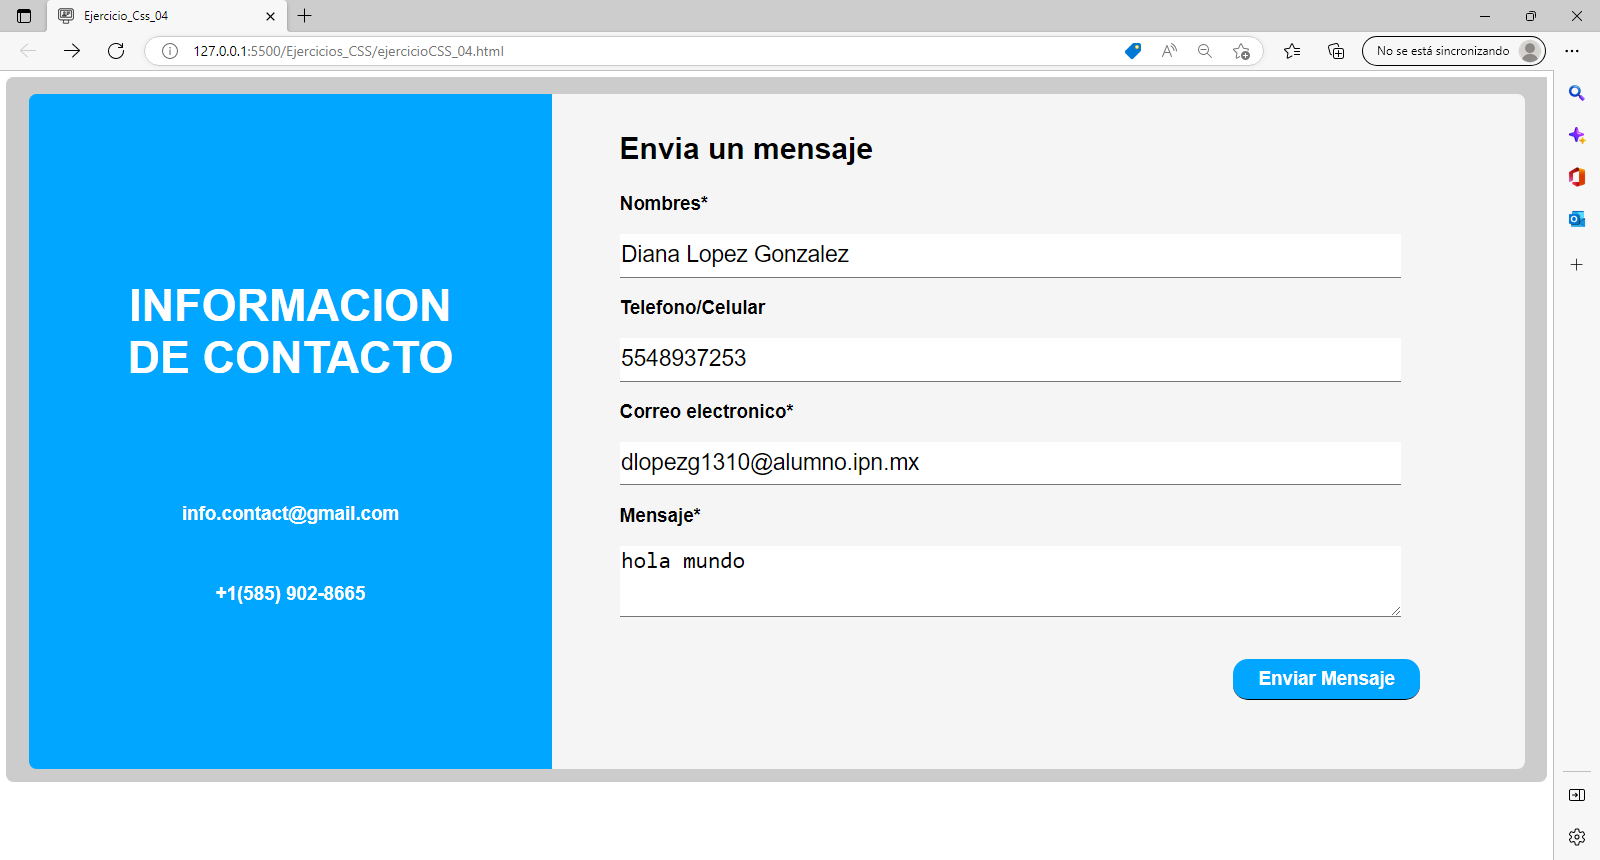 Ejercicio_Css_04
127.0.0.1:5500/Ejercicios_CSS/ejercicioCSS_04.html
No se está sincronizando
INFORMACION
DE CONTACTO
info.contact@gmail.com
+1(585) 902-8665
Envia un mensaje
Nombres*
Diana Lopez Gonzalez
Telefono/Celular
5548937253
Correo electronico*
dlopezg1310@alumno.ipn.mx
Mensaje*
hola mundo
Enviar Mensaje